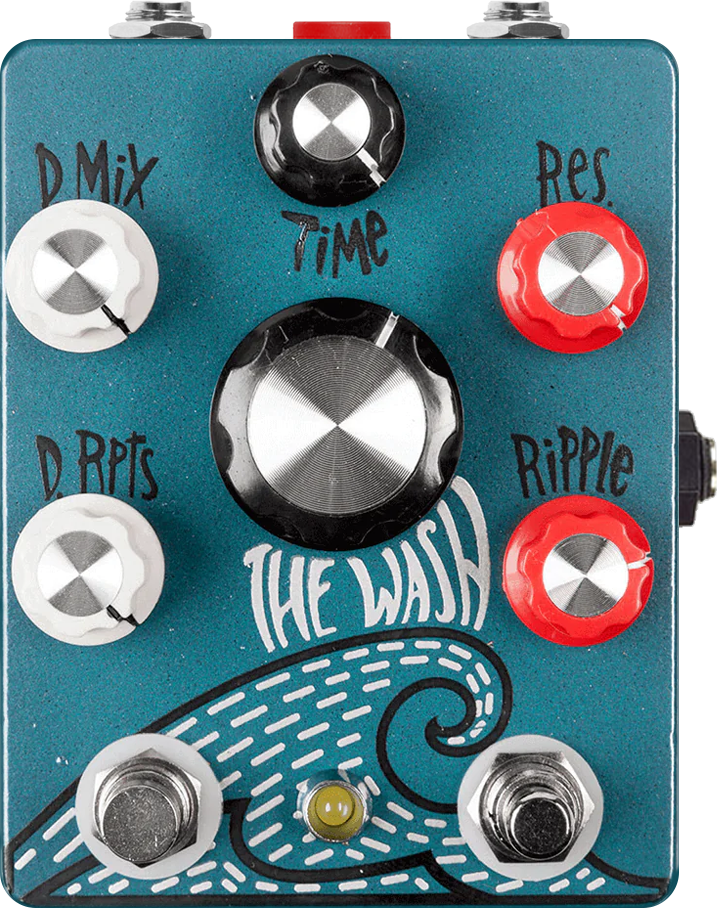 D. MiX
TiMe
Res.
D. RPtS
RiPPle
THE WASH